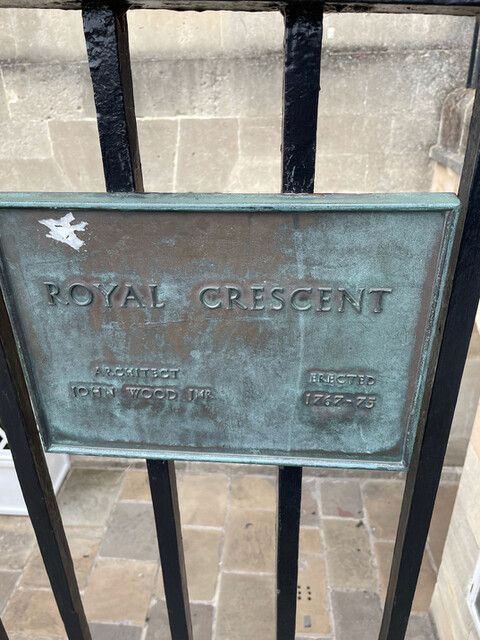 ROYAL CRESCENT
ARCHITECT
JOHN WOOD JNR
ERECTED
1767-75